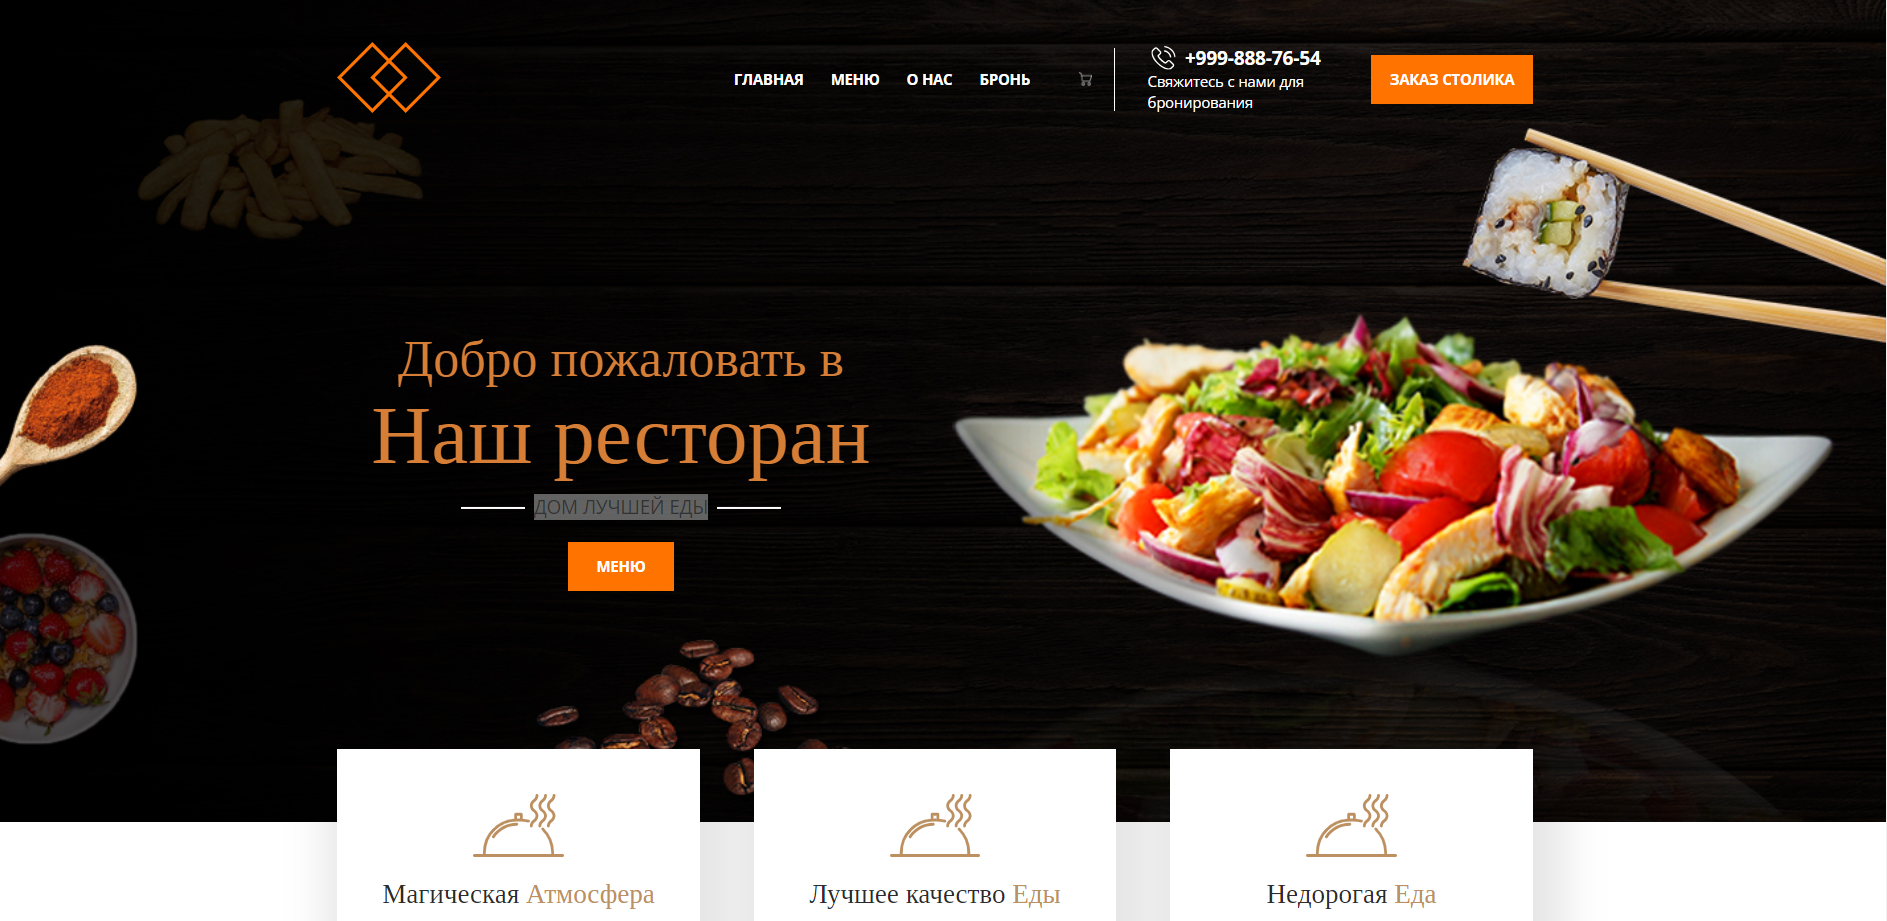 ГЛАВНАЯ МЕНЮ О НАС БРОНЬ
+999-888-76-54
Свяжитесь с нами для
бронирования
ЗАКАЗ СТОЛИКА
Добро пожаловать в
Наш ресторан
ДОМ ЛУЧШЕЙ ЕДЫ
МЕНЮ
Магическая Атмосфера
Лучшее качество Еды
Недорогая Еда